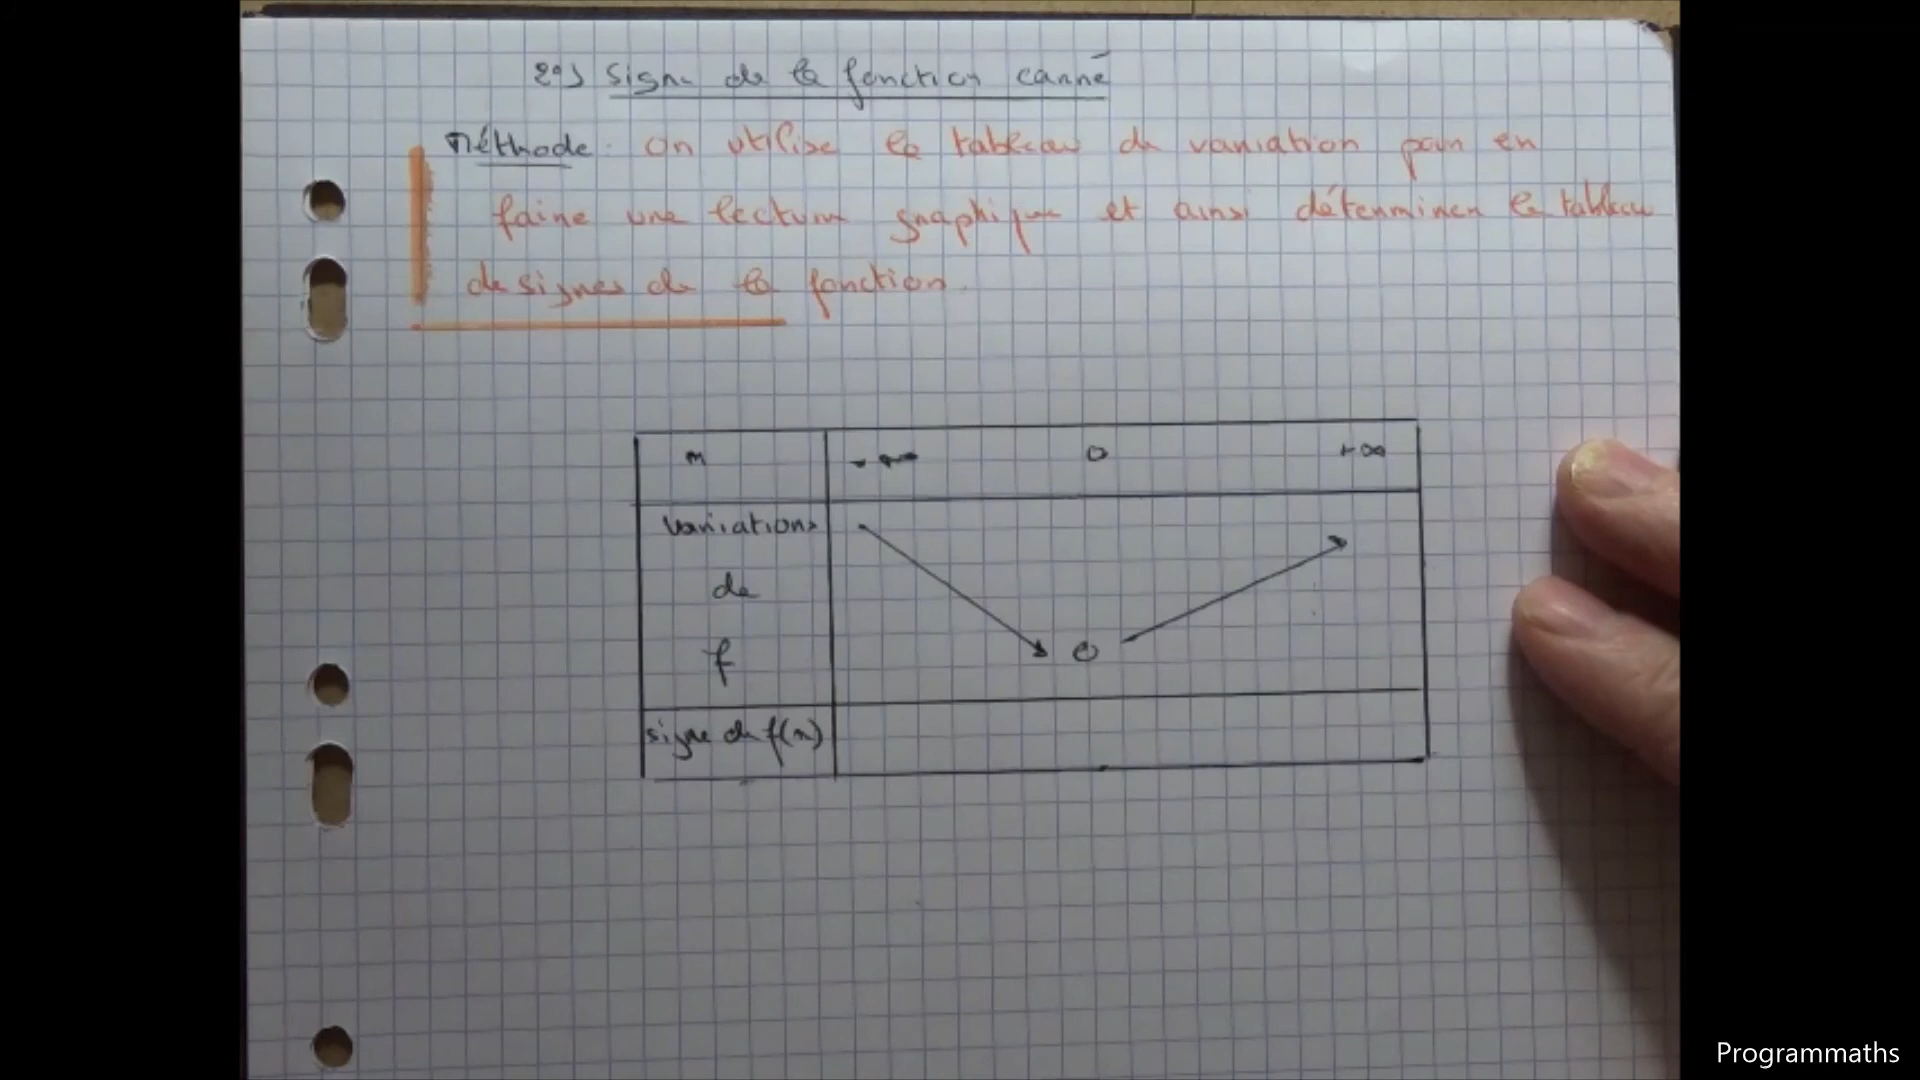 2°) Signe de la fonction carré
Méthode : on utilise le tableau de variation pour en
faire une lecture graphique et ainsi déterminer le tableau
de signes de la fonction.
x -∞ 0 +∞
variations
de
f
0
signe de f(x)
Programmaths